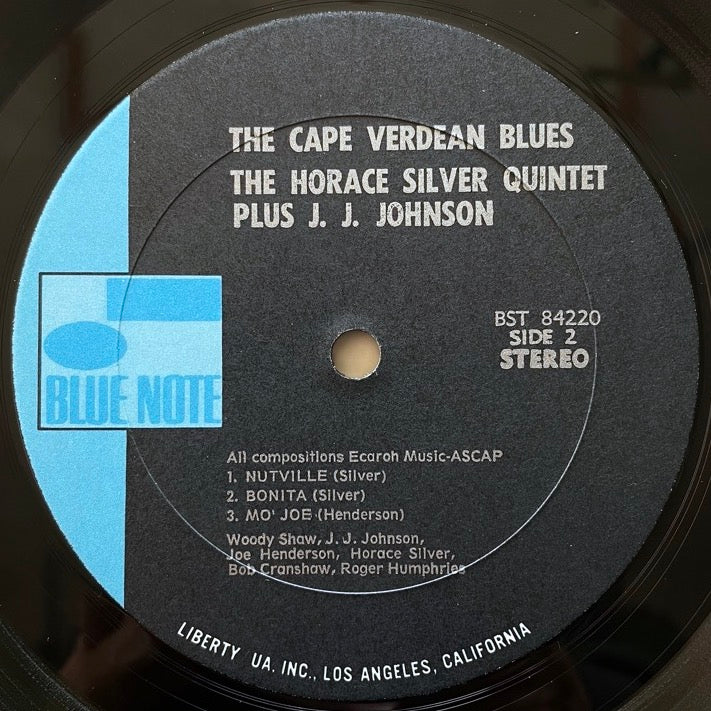 THE CAPE VERDEAN BLUES
THE HORACE SILVER QUINTET
PLUS J. J. JOHNSON
BLUE NOTE
BST 84220
SIDE 2
STEREO
All compositions Ecaroh Music-ASCAP
1. NUTVILLE (Silver)
2. BONITA (Silver)
3. MO' JOE (Henderson)
Woody Shaw, J. J. Johnson,
Joe Henderson, Horace Silver,
Bob Cranshaw, Roger Humphries
LIBERTY UA, INC., LOS ANGELES, CALIFORNIA